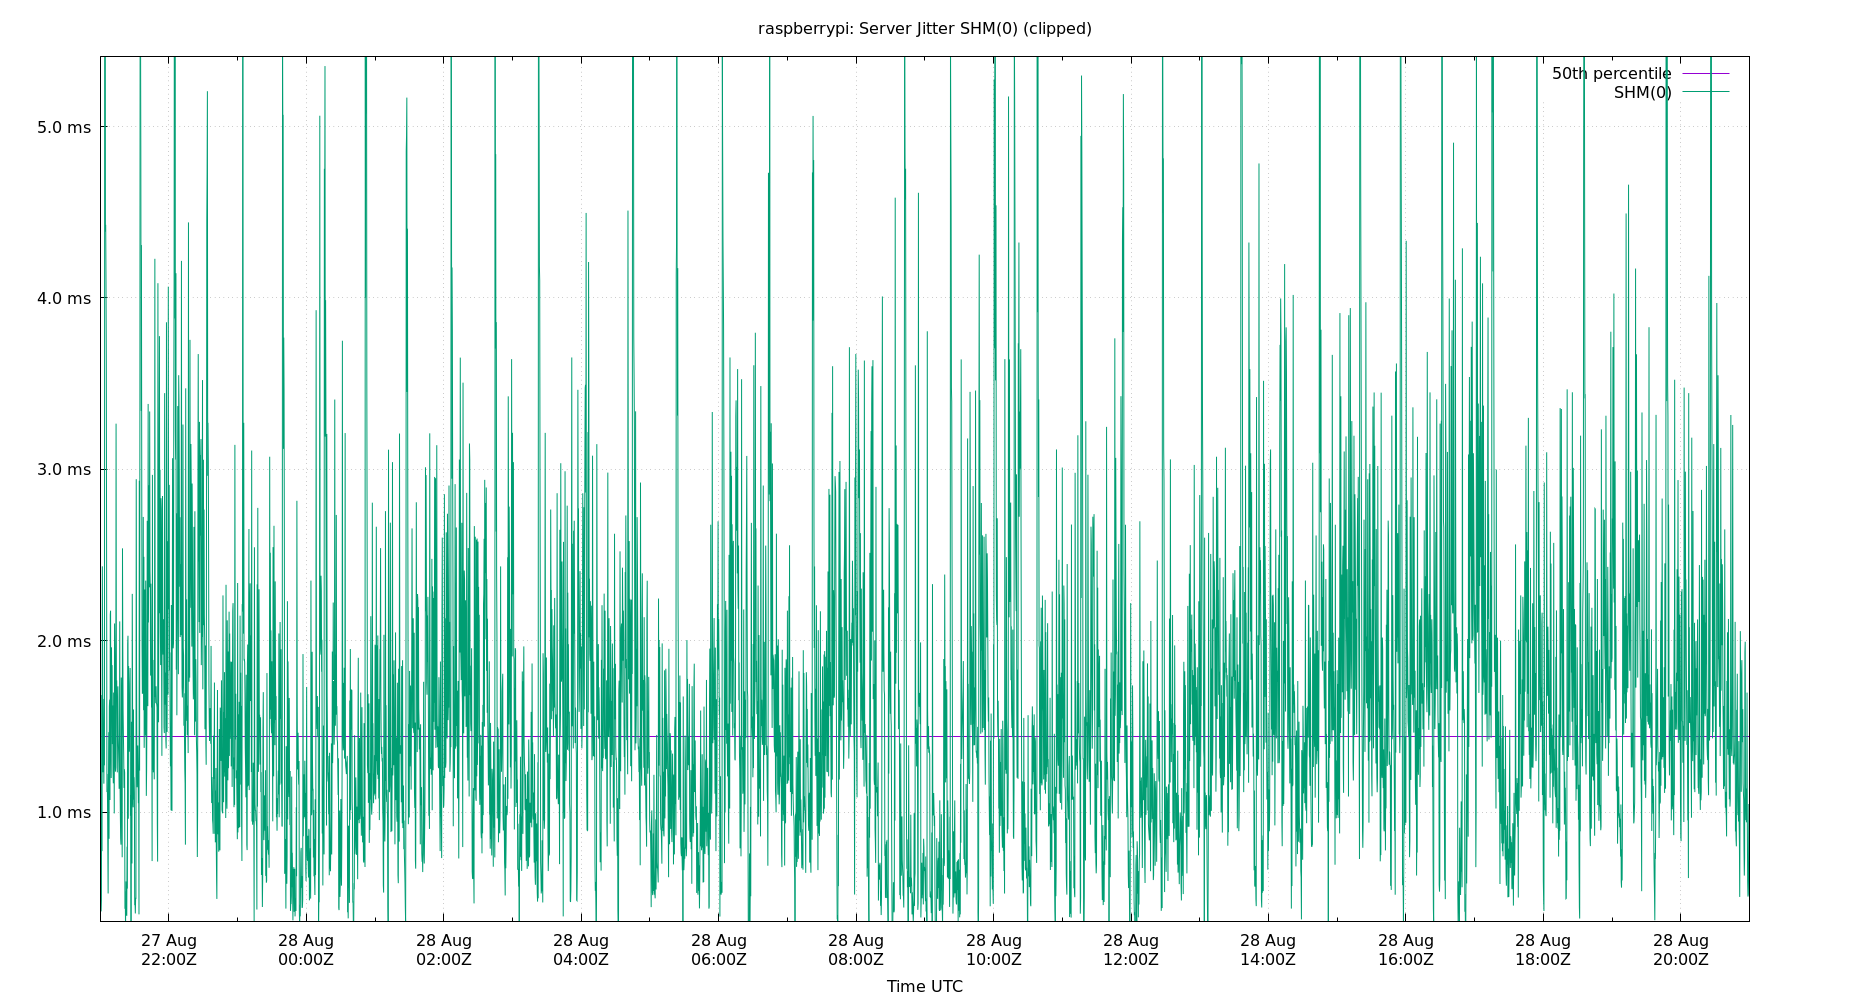 raspberrypi: Server Jitter SHM(0) (clipped)
50th percentile
SHM(0)
5.0 ms
4.0 ms
3.0 ms
2.0 ms
1.0 ms
27 Aug 28 Aug 28 Aug 28 Aug 28 Aug 28 Aug 28 Aug 28 Aug 28 Aug 28 Aug 28 Aug 28 Aug
22:00Z 00:00Z 02:00Z 04:00Z 06:00Z 08:00Z 10:00Z 12:00Z 14:00Z 16:00Z 18:00Z 20:00Z
Time UTC